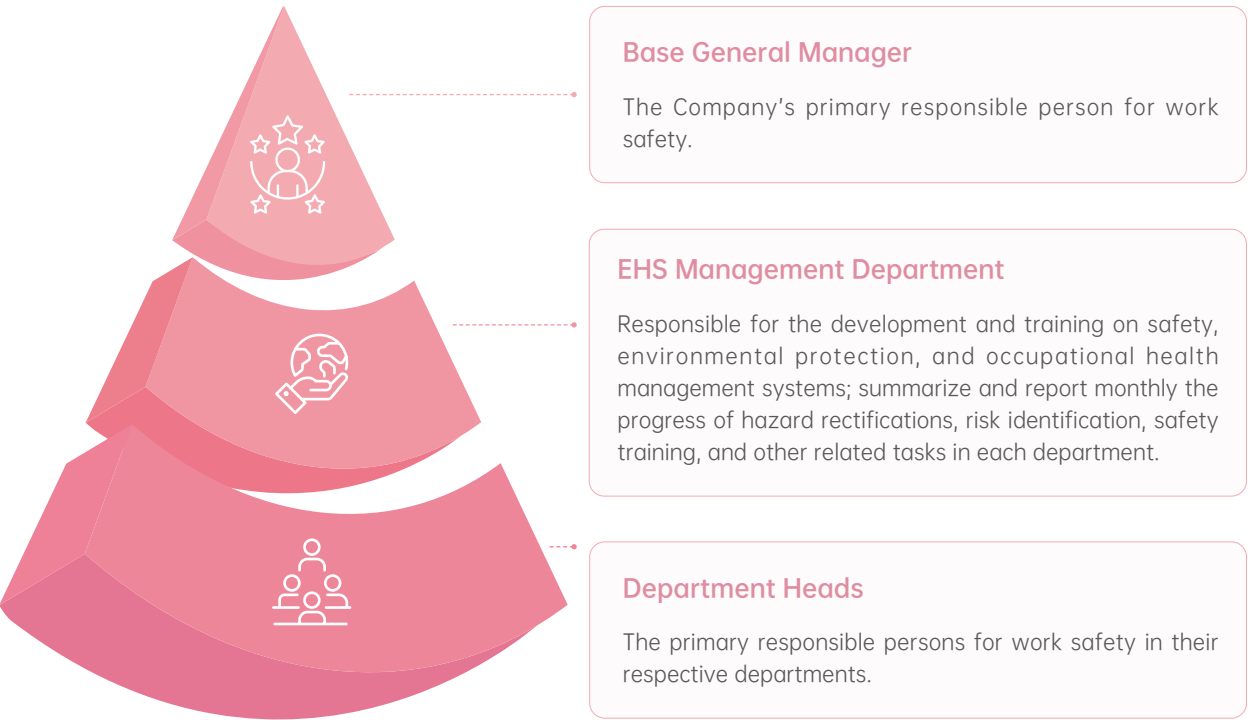 Base General Manager
The Company's primary responsible person for work
safety.
EHS Management Department
Responsible for the development and training on safety,
environmental protection, and occupational health
management systems; summarize and report monthly the
progress of hazard rectifications, risk identification, safety
training, and other related tasks in each department.
Department Heads
The primary responsible persons for work safety in their
respective departments.